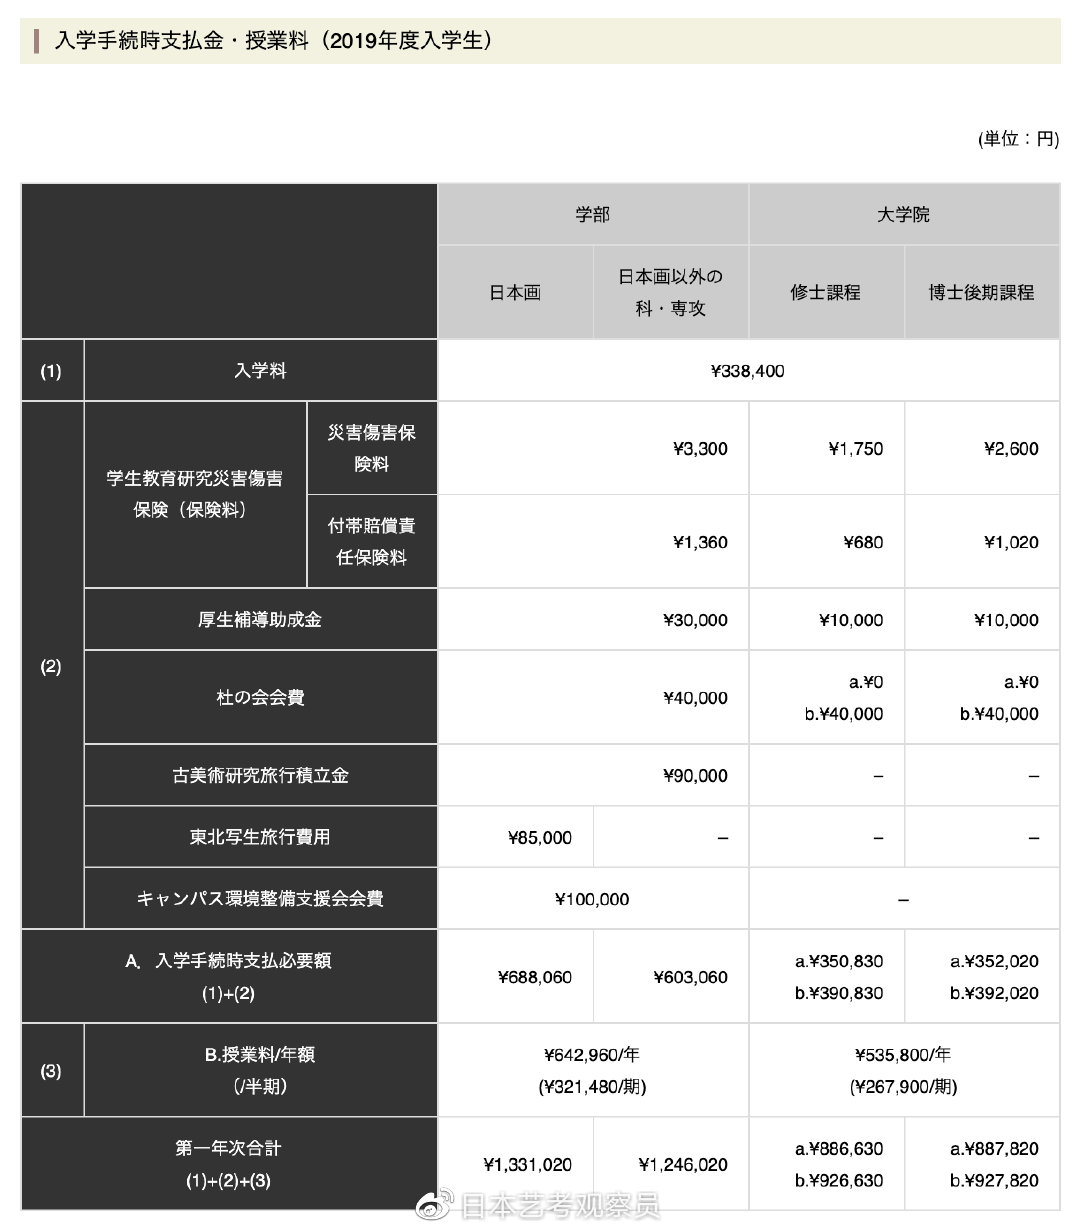 入学手続時支払金・授業料（2019年度入学生）
(単位：円)
学部
大学院
日本画
日本画以外の
科・専攻
修士課程
博士後期課程
(1)
入学料
¥338,400
(2)
学生教育研究災害傷害
保険（保険料）
災害傷害保
険料
¥3,300
¥1,750
¥2,600
付帯賠償責
任保険料
¥1,360
¥680
¥1,020
厚生補導助成金
¥30,000
¥10,000
¥10,000
杜の会会費
¥40,000
a.¥0
b.¥40,000
a.¥0
b.¥40,000
古美術研究旅行積立金
¥90,000
–
–
東北写生旅行費用
¥85,000
–
–
–
キャンパス環境整備支援会会費
¥100,000
–
A．入学手続時支払必要額
(1)+(2)
¥688,060
¥603,060
a.¥350,830
b.¥390,830
a.¥352,020
b.¥392,020
(3)
B.授業料/年額
（/半期）
¥642,960/年
(¥321,480/期)
¥535,800/年
(¥267,900/期)
第一年次合計
(1)+(2)+(3)
¥1,331,020
¥1,246,020
a.¥886,630
b.¥926,630
a.¥887,820
b.¥927,820
日本艺考观察员